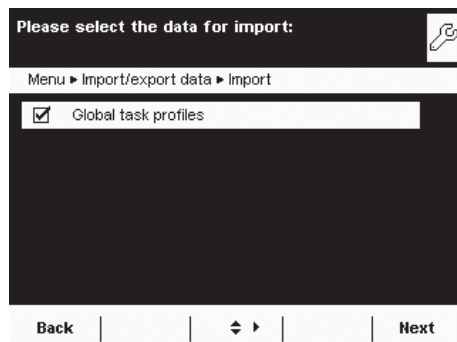 Please select the data for import:
Menu ▸ Import/export data ▸ Import
Global task profiles
Back
Next